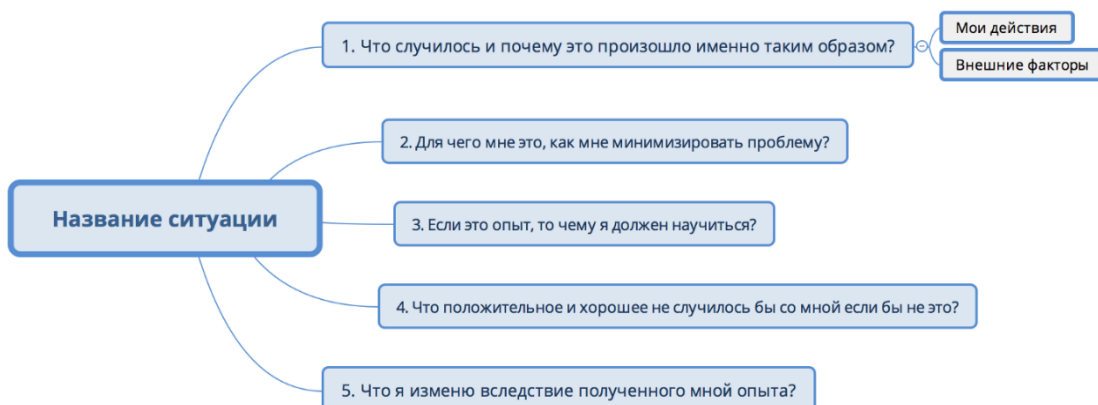 1. Что случилось и почему это произошло именно таким образом?
Мои действия
Внешние факторы
2. Для чего мне это, как мне минимизировать проблему?
Название ситуации
3. Если это опыт, то чему я должен научиться?
4. Что положительное и хорошее не случилось бы со мной если бы не это?
5. Что я изменю вследствие полученного мной опыта?